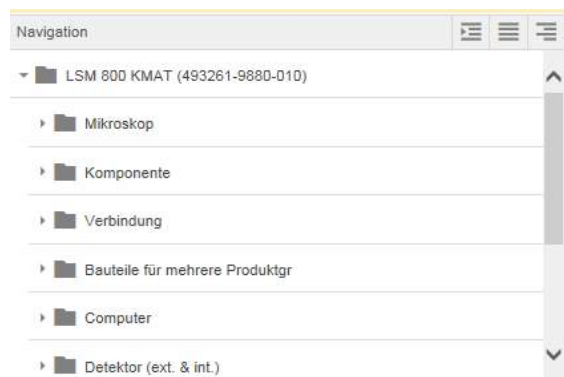 Navigation
LSM 800 KMAT (493261-9880-010)
Mikroskop
Komponente
Verbindung
Bauteile für mehrere Produktgr
Computer
Detektor (ext. & int.)